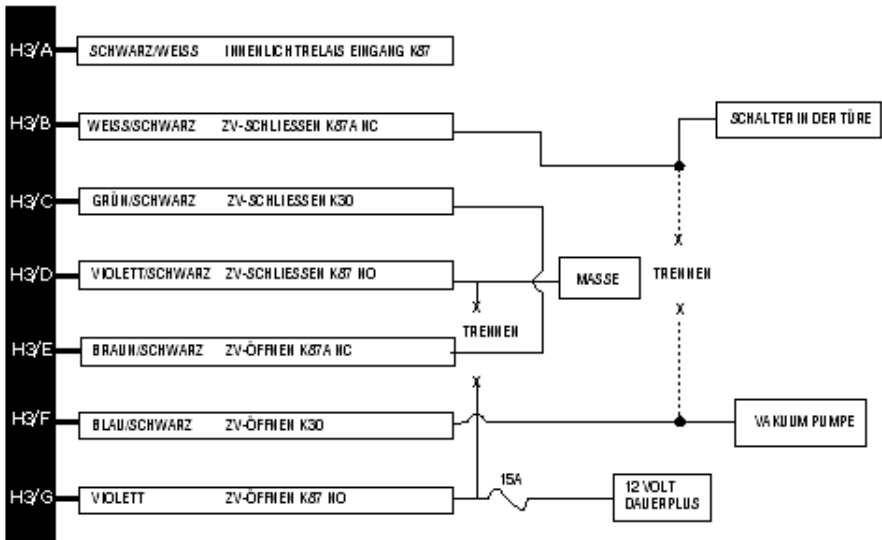 H3/A SCHWARZ/WEISS INNENLICHTRELAIS EINGANG K87
H3/B WEISS/SCHWARZ ZV-SCHLIESSEN K87A NC
SCHALTER IN DER TÜRE
H3/C GRÜN/SCHWARZ ZV-SCHLIESSEN K30
H3/D VIOLETT/SCHWARZ ZV-SCHLIESSEN K87 NO
MASSE
X
TRENNEN
X
X
TRENNEN
X
H3/E BRAUN/SCHWARZ ZV-ÖFFNEN K87A NC
H3/F BLAU/SCHWARZ ZV-ÖFFNEN K30
VAKUUM PUMPE
H3/G VIOLETT ZV-ÖFFNEN K87 NO
15A
12 VOLT
DAUERPLUS